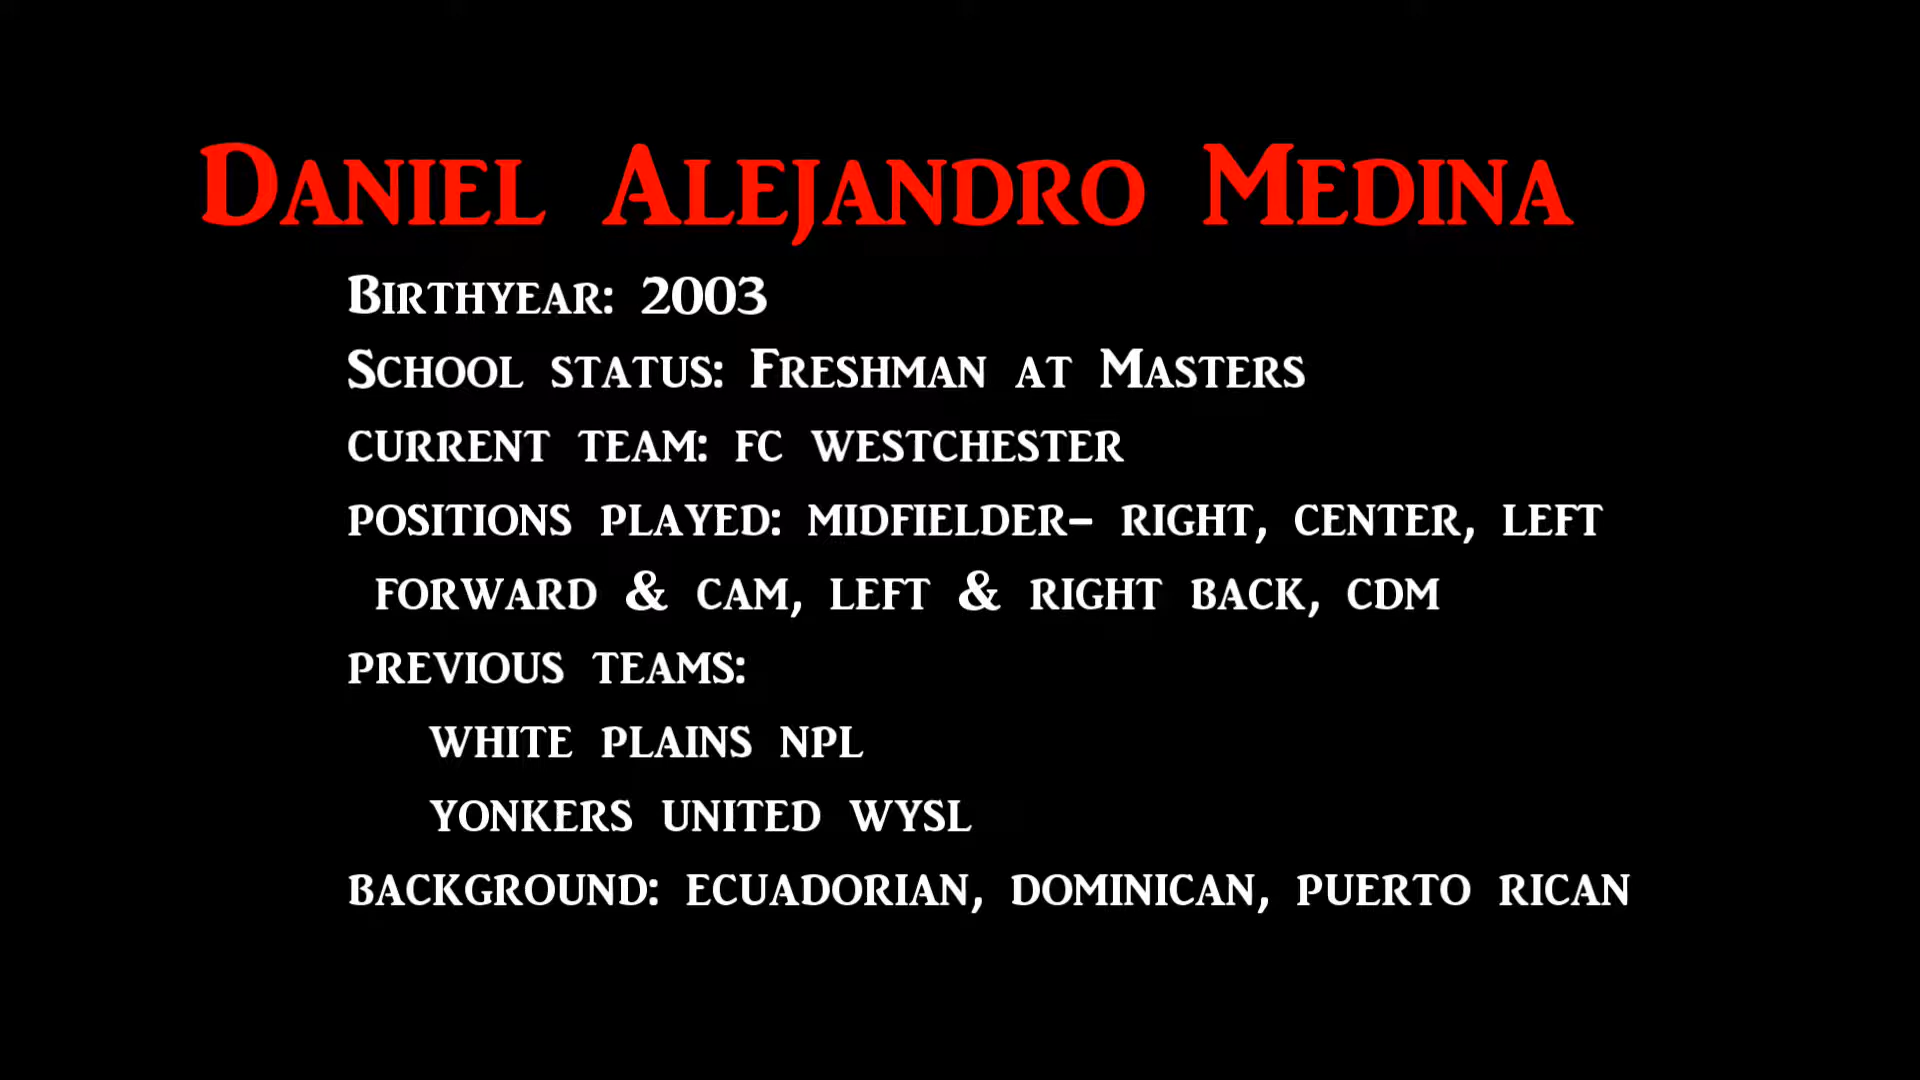 Daniel Alejandro Medina
Birthyear: 2003
School status: Freshman at Masters
current team: fc westchester
positions played: midfielder– right, center, left
forward & cam, left & right back, cdm
previous teams:
white plains npl
yonkers united wysl
background: ecuadorian, dominican, puerto rican